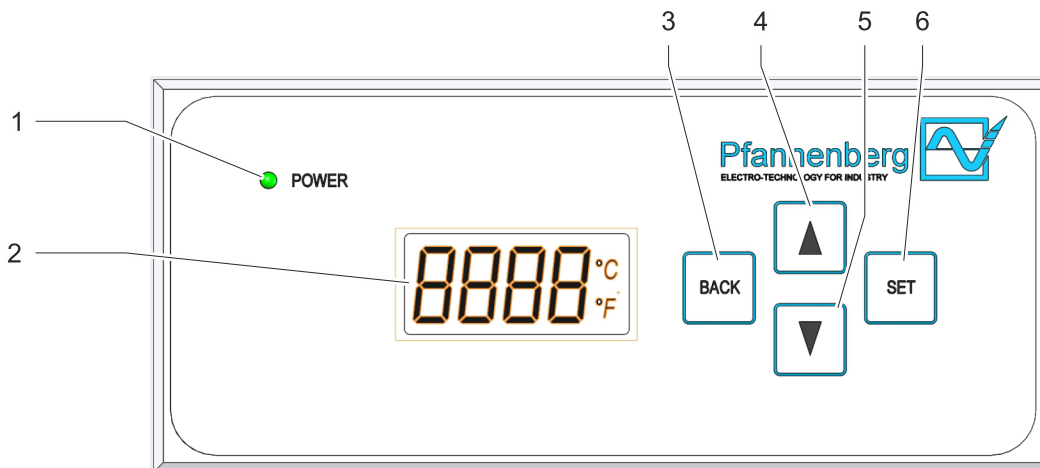 3 4 5 6
1
POWER
Pfannenberg
ELECTRO-TECHNOLOGY FOR INDUSTRY
2
8888 °C
°F
BACK
SET